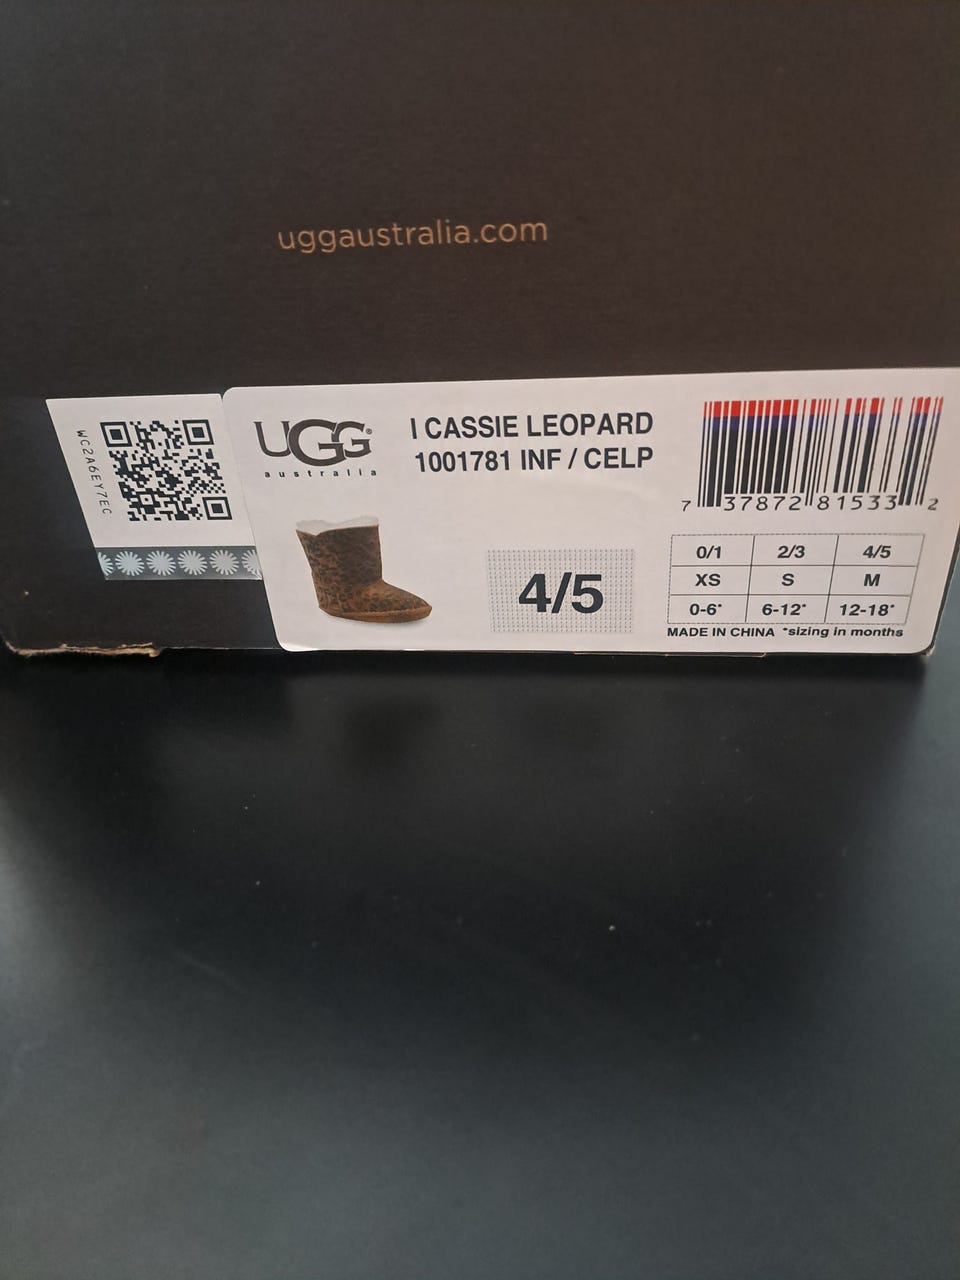 uggaustralia.com
WC2A6EY7EC
UGG®
australia
I CASSIE LEOPARD
1001781 INF / CELP
4/5
7 37872 81533 2
0/1 2/3 4/5
XS S M
0-6* 6-12* 12-18*
MADE IN CHINA *sizing in months